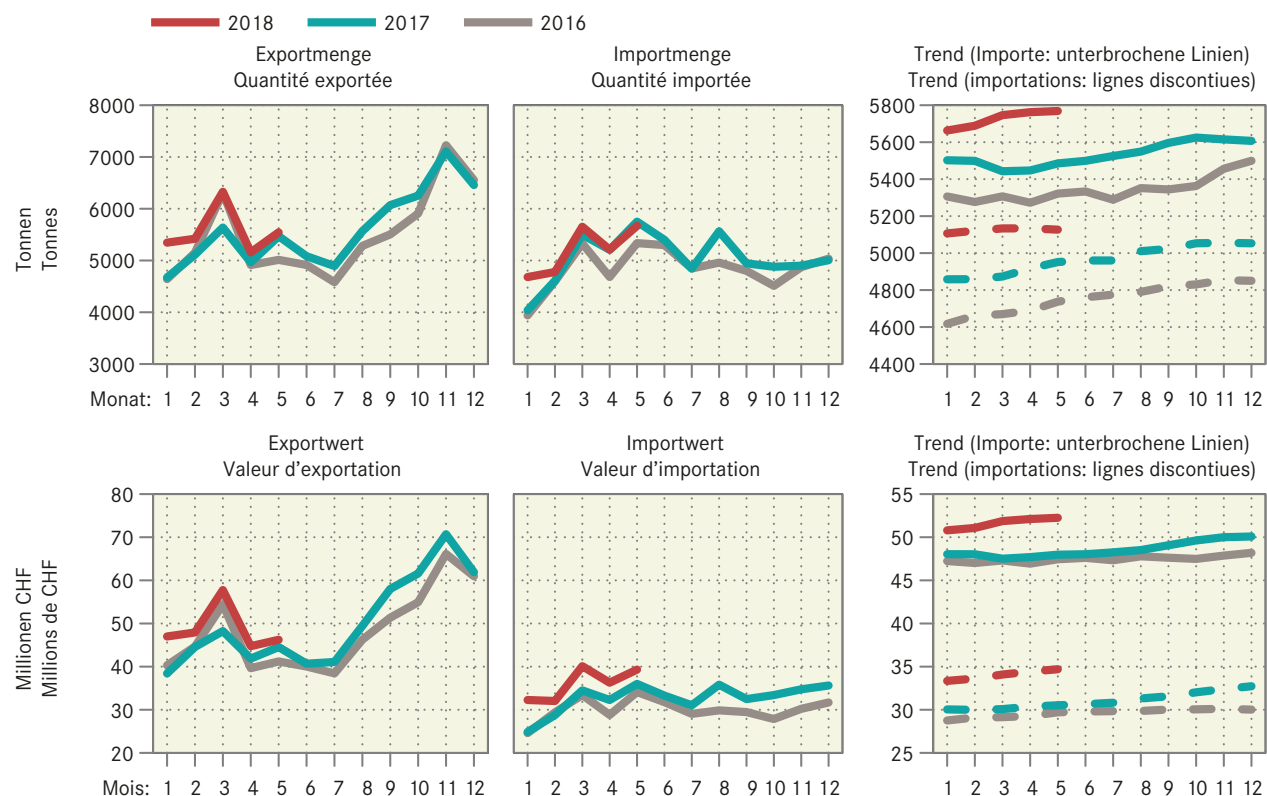 2018 2017 2016
Exportmenge
Quantité exportée
Importmenge
Quantité importée
Trend (Importe: unterbrochene Linien)
Trend (importations: lignes discontiues)
Tonnen
Tonnes
8000
7000
6000
5000
4000
3000
5800
5600
5400
5200
5000
4800
4600
4400
Monat: 1 2 3 4 5 6 7 8 9 10 11 12
1 2 3 4 5 6 7 8 9 10 11 12
1 2 3 4 5 6 7 8 9 10 11 12
Exportwert
Valeur d'exportation
Importwert
Valeur d'importation
Trend (Importe: unterbrochene Linien)
Trend (importations: lignes discontiues)
Millionen CHF
Millions de CHF
80
70
60
50
40
30
20
55
50
45
40
35
30
25
Mois: 1 2 3 4 5 6 7 8 9 10 11 12
1 2 3 4 5 6 7 8 9 10 11 12
1 2 3 4 5 6 7 8 9 10 11 12